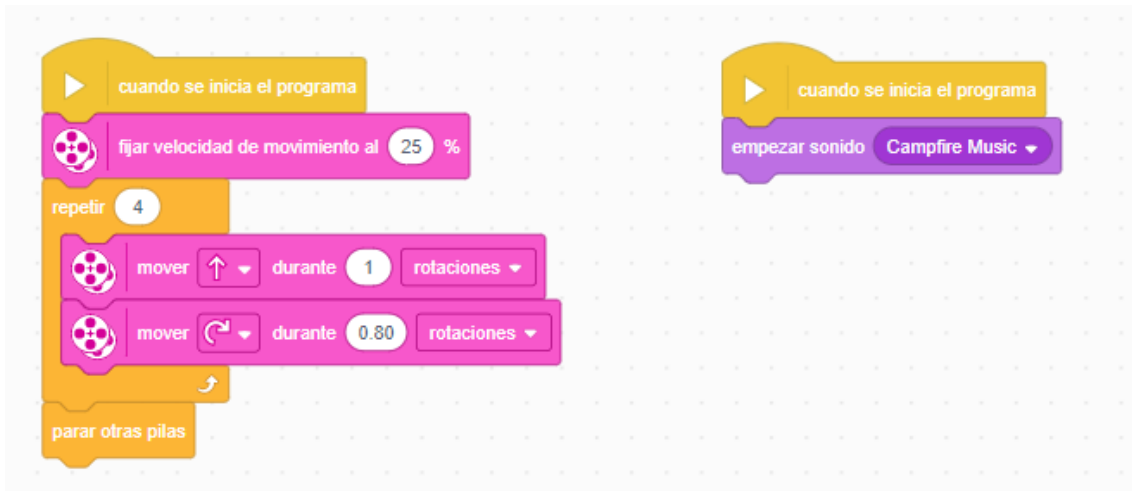 cuando se inicia el programa
fijar velocidad de movimiento al 25 %
repetir 4
mover durante 1 rotaciones
mover durante 0.80 rotaciones
parar otras pilas
cuando se inicia el programa
empezar sonido Campfire Music